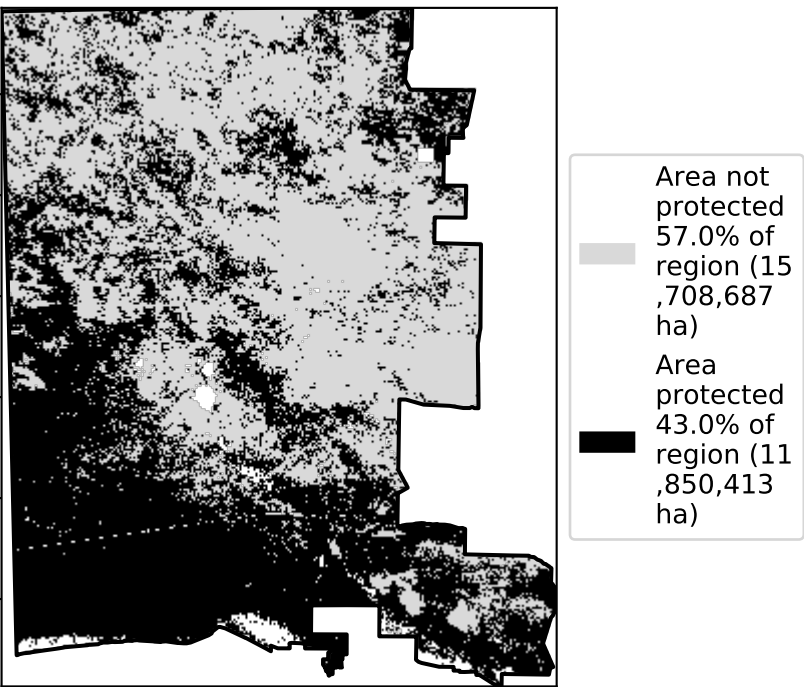 Area not
protected
57.0% of
region (15
,708,687
ha)
Area
protected
43.0% of
region (11
,850,413
ha)